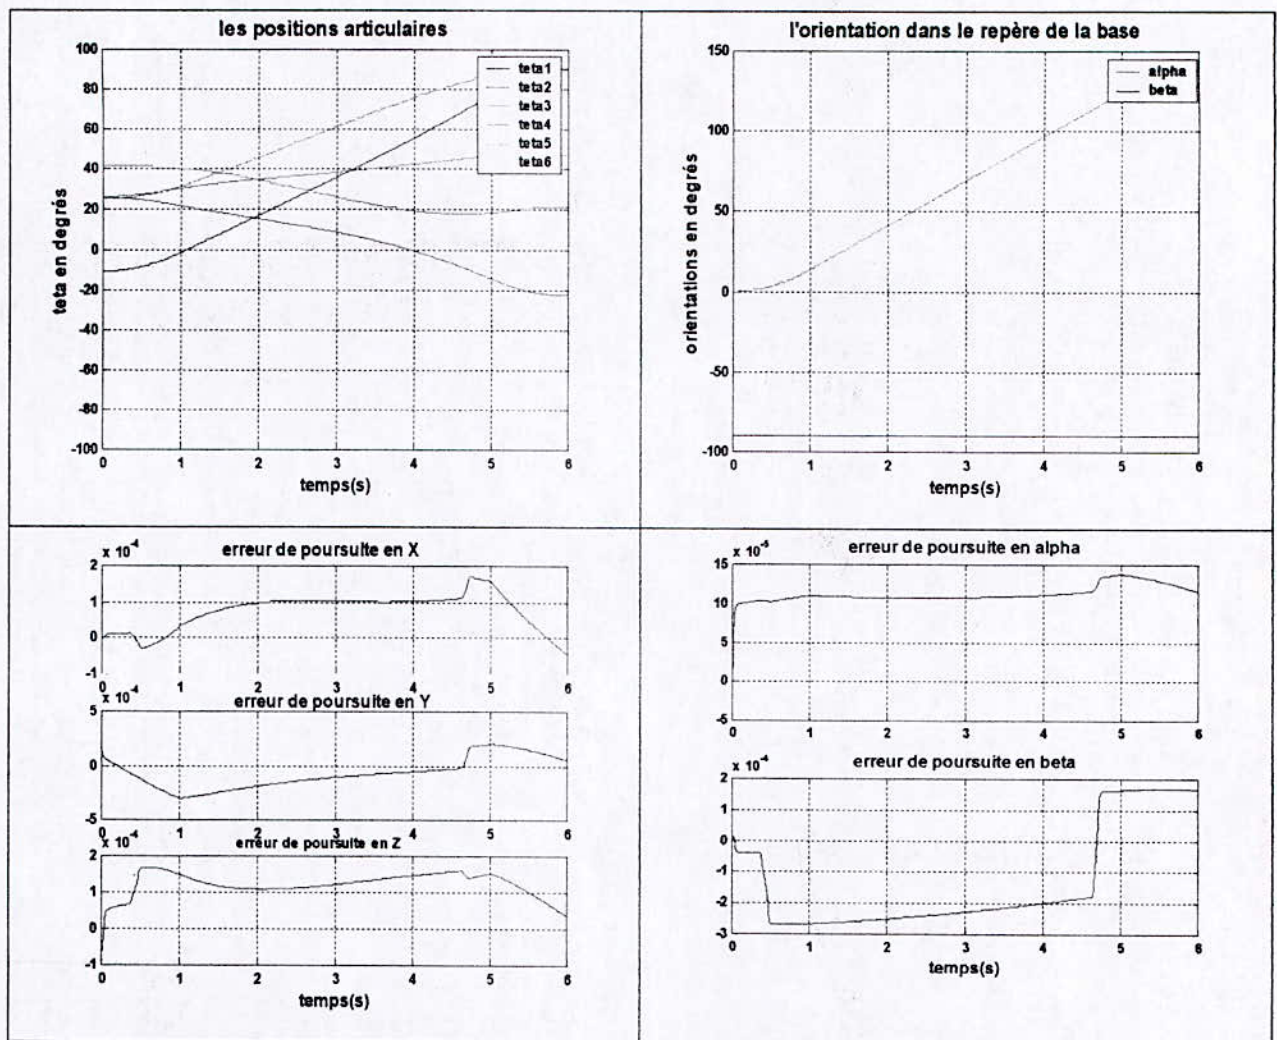 les positions articulaires
100
80
60
40
20
0
-20
-40
-60
-80
-100
teta en degrés
teta1
teta2
teta3
teta4
teta5
teta6
0 1 2 3 4 5 6
temps(s)
l'orientation dans le repère de la base
150
100
50
0
-50
-100
orientations en degrés
alpha
beta
0 1 2 3 4 5 6
temps(s)
x 10-4
erreur de poursuite en X
2
1
0
-1
0 1 2 3 4 5 6
x 10-4
erreur de poursuite en Y
5
0
-5
0 1 2 3 4 5 6
x 10-4
erreur de poursuite en Z
2
1
0
-1
0 1 2 3 4 5 6
temps(s)
x 10-5
erreur de poursuite en alpha
15
10
5
0
-5
0 1 2 3 4 5 6
x 10-4
erreur de poursuite en beta
2
1
0
-1
-2
-3
0 1 2 3 4 5 6
temps(s)